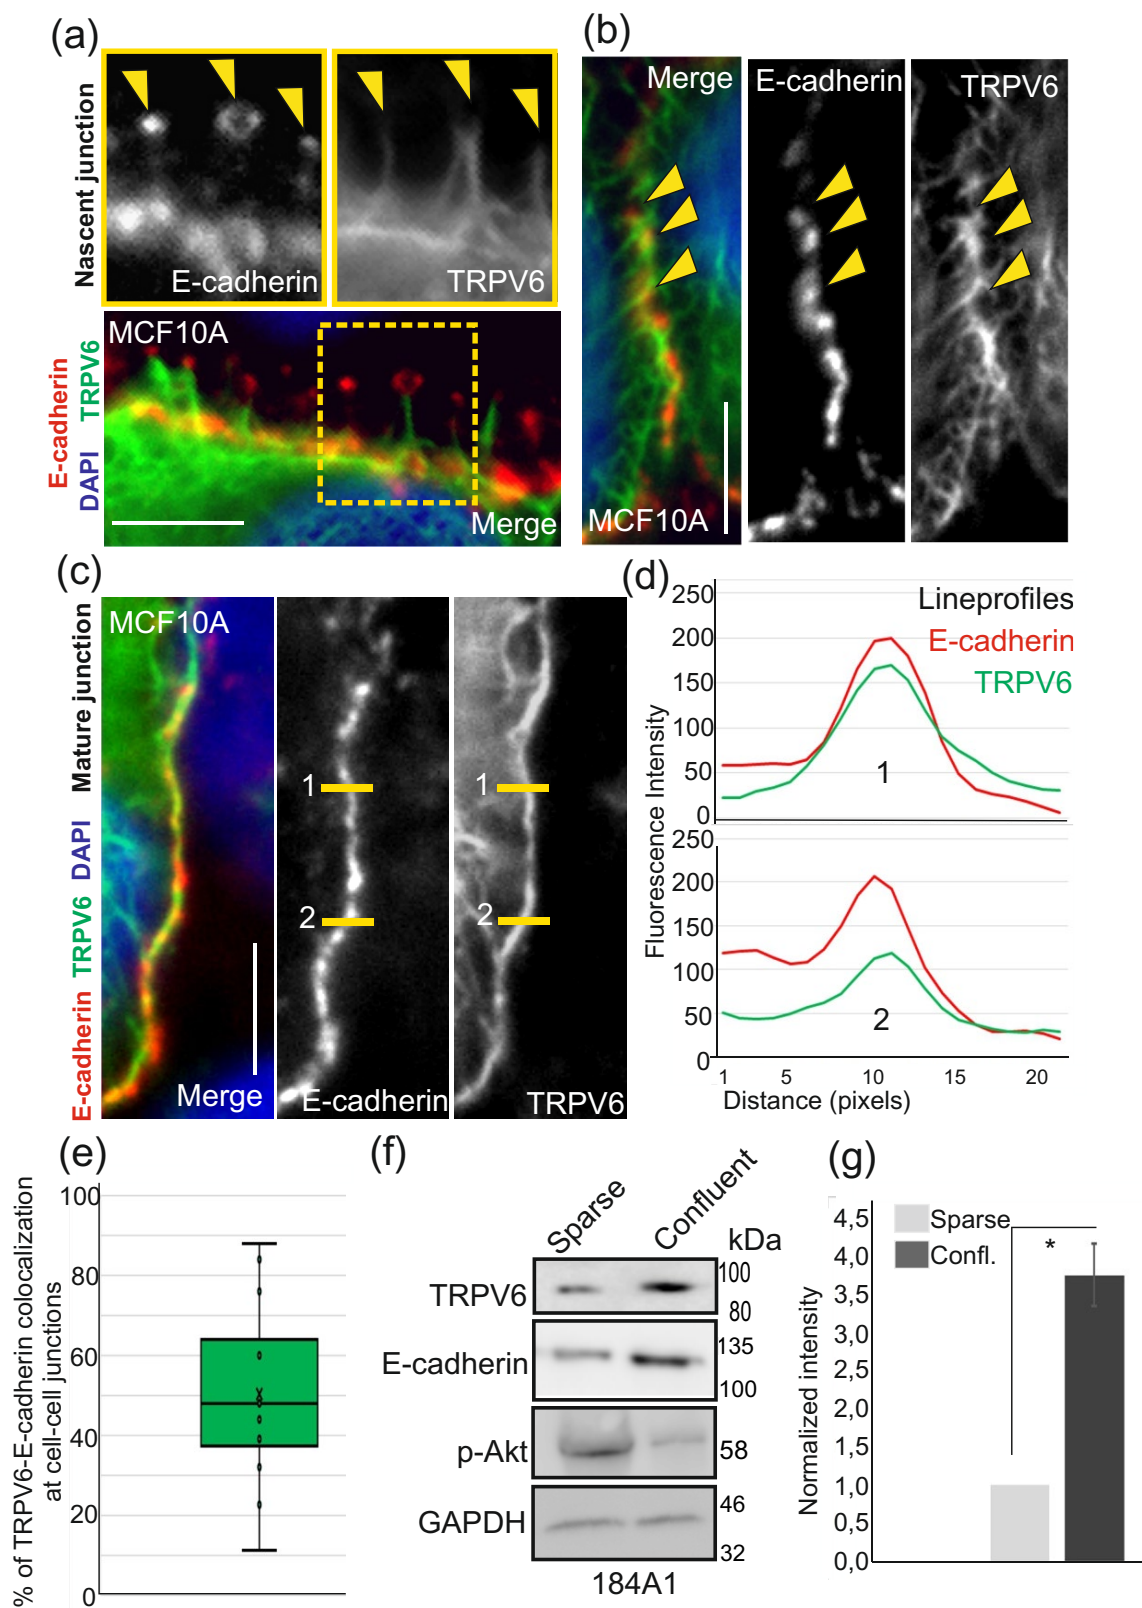 (a)
Nascent junction
E-cadherin
TRPV6
E-cadherin
DAPI TRPV6
MCF10A
Merge
(b)
Merge
E-cadherin
TRPV6
MCF10A
(c)
E-cadherin TRPV6 DAPI Mature junction
MCF10A
Merge
1
2
E-cadherin
1
2
TRPV6
(d)
Fluorescence Intensity
250
200
150
100
50
0
Lineprofiles
E-cadherin
TRPV6
1
250
200
150
100
50
0
2
1 5 10 15 20
Distance (pixels)
(e)
% of TRPV6-E-cadherin colocalization
at cell-cell junctions
100
80
60
40
20
0
(f)
Sparse Confluent
kDa
TRPV6
100
80
E-cadherin
135
100
p-Akt
58
GAPDH
46
32
184A1
(g)
Normalized intensity
4,5
4,0
3,5
3,0
2,5
2,0
1,5
1,0
0,5
0,0
Sparse
Confl.
*